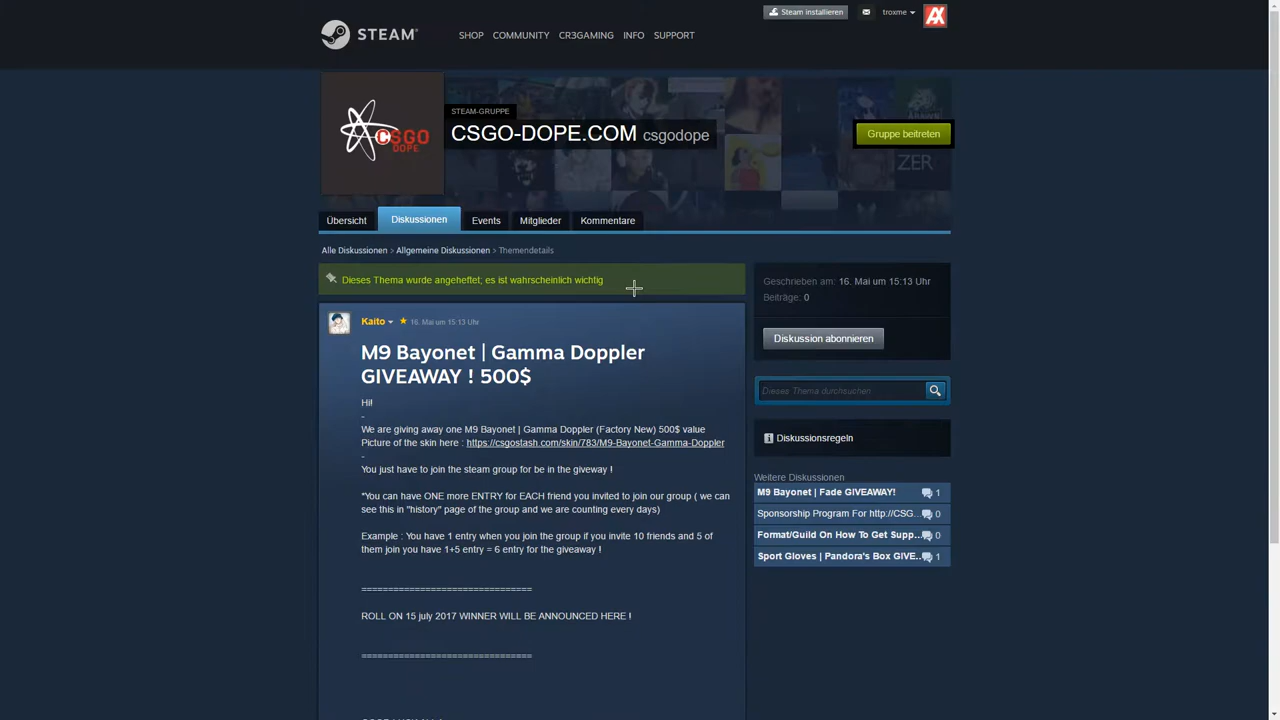 Steam installieren
troxme
STEAM®
SHOP COMMUNITY CR3GAMING INFO SUPPORT
CSGO
DOPE
STEAM-GRUPPE
CSGO-DOPE.COM csgodope
Gruppe beitreten
ZER
Übersicht Diskussionen Events Mitglieder Kommentare
Alle Diskussionen > Allgemeine Diskussionen > Themendetails
Dieses Thema wurde angeheftet; es ist wahrscheinlich wichtig
Kaito 16. Mai um 15:13 Uhr
M9 Bayonet | Gamma Doppler
GIVEAWAY ! 500$
Hi!
-
We are giving away one M9 Bayonet | Gamma Doppler (Factory New) 500$ value
Picture of the skin here : https://csgostash.com/skin/783/M9-Bayonet-Gamma-Doppler
-
You just have to join the steam group for be in the giveway !
*You can have ONE more ENTRY for EACH friend you invited to join our group ( we can
see this in "history" page of the group and we are counting every days)
Example : You have 1 entry when you join the group if you invite 10 friends and 5 of
them join you have 1+5 entry = 6 entry for the giveaway !
================================
ROLL ON 15 july 2017 WINNER WILL BE ANNOUNCED HERE !
================================
Geschrieben am: 16. Mai um 15:13 Uhr
Beiträge: 0
Diskussion abonnieren
Dieses Thema durchsuchen
Diskussionsregeln
Weitere Diskussionen
M9 Bayonet | Fade GIVEAWAY! 1
Sponsorship Program For http://CSG... 0
Format/Guild On How To Get Supp... 0
Sport Gloves | Pandora's Box GIVE... 1